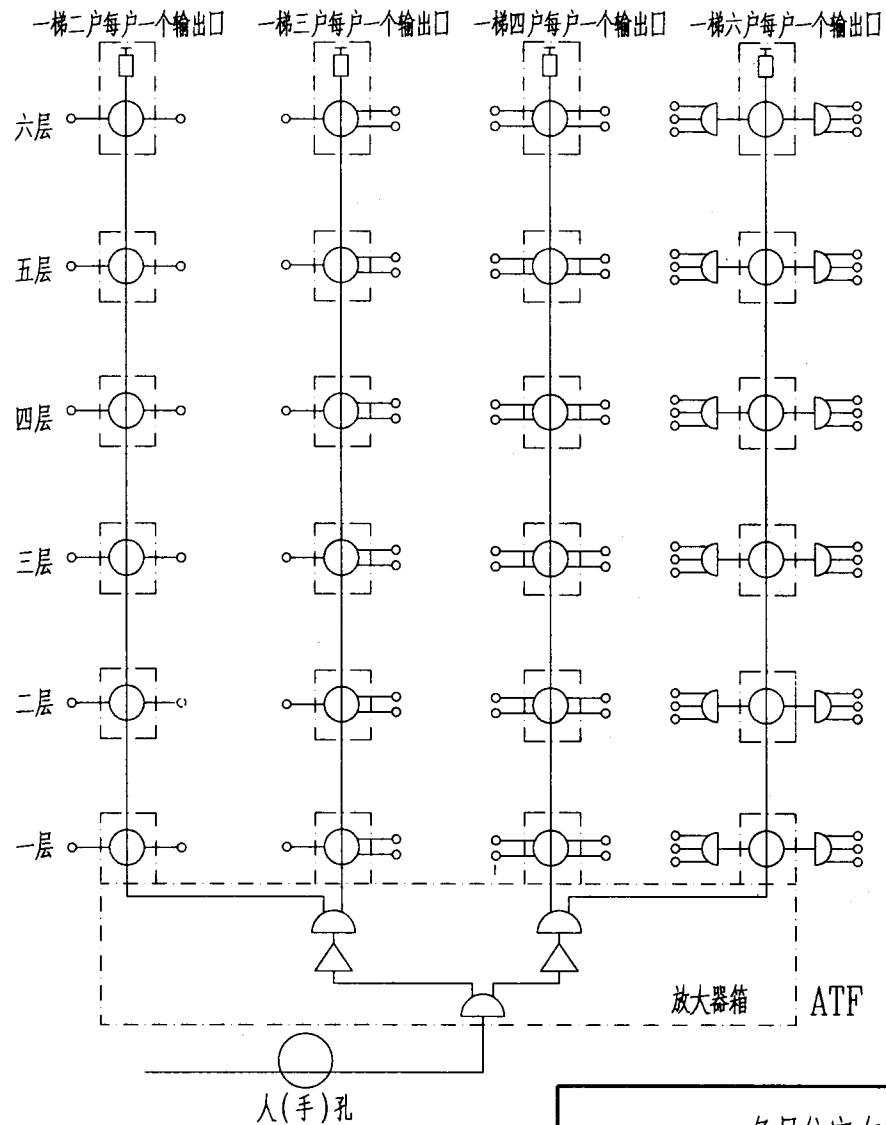 一梯二户每户一个输出口
一梯三户每户一个输出口
一梯四户每户一个输出口
一梯六户每户一个输出口
六层
五层
四层
三层
二层
一层
放大器箱
ATF
人(手)孔